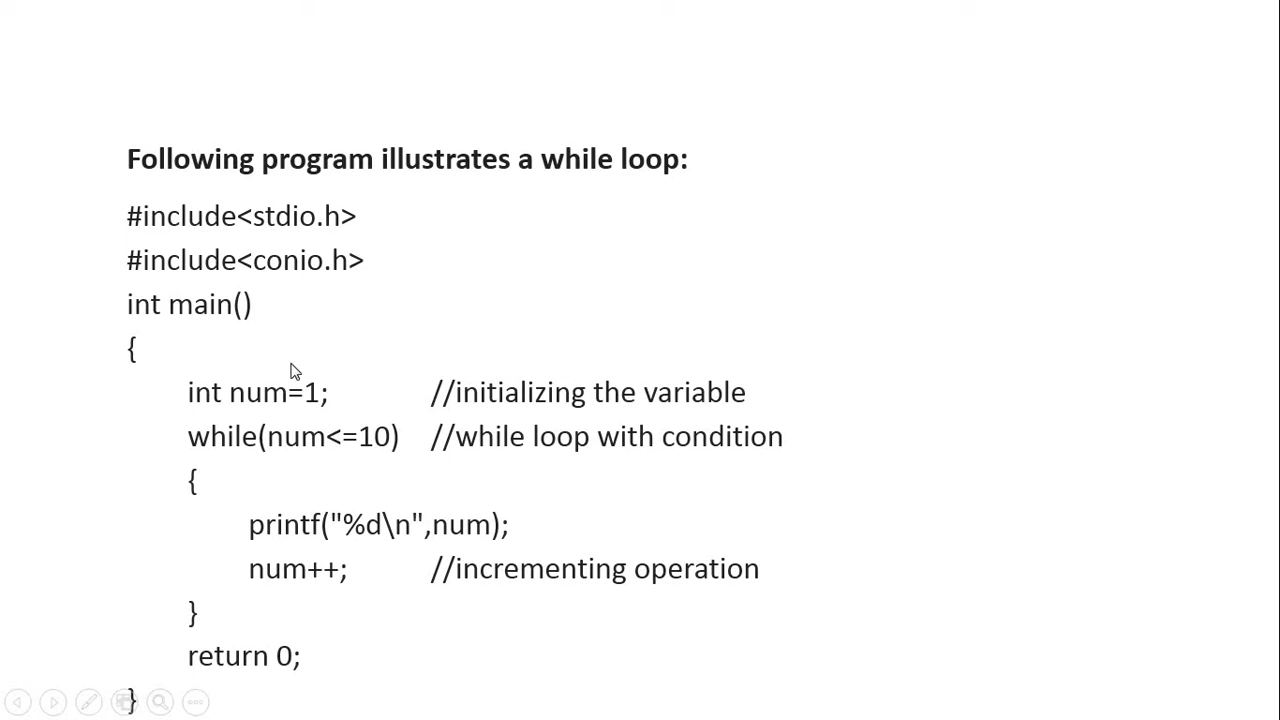 Following program illustrates a while loop:
#include<stdio.h>
#include<conio.h>
int main()
{
int num=1; //initializing the variable
while(num<=10) //while loop with condition
{
printf("%d\n",num);
num++; //incrementing operation
}
return 0;
}